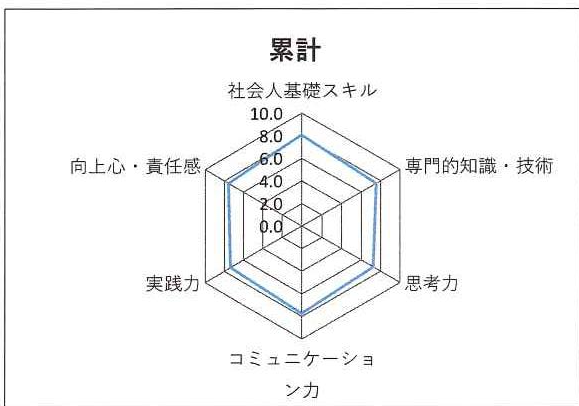 累計
社会人基礎スキル
10.0
8.0
向上心・責任感
6.0
専門的知識・技術
4.0
2.0
0.0
実践力
思考力
コミュニケーショ
ン力